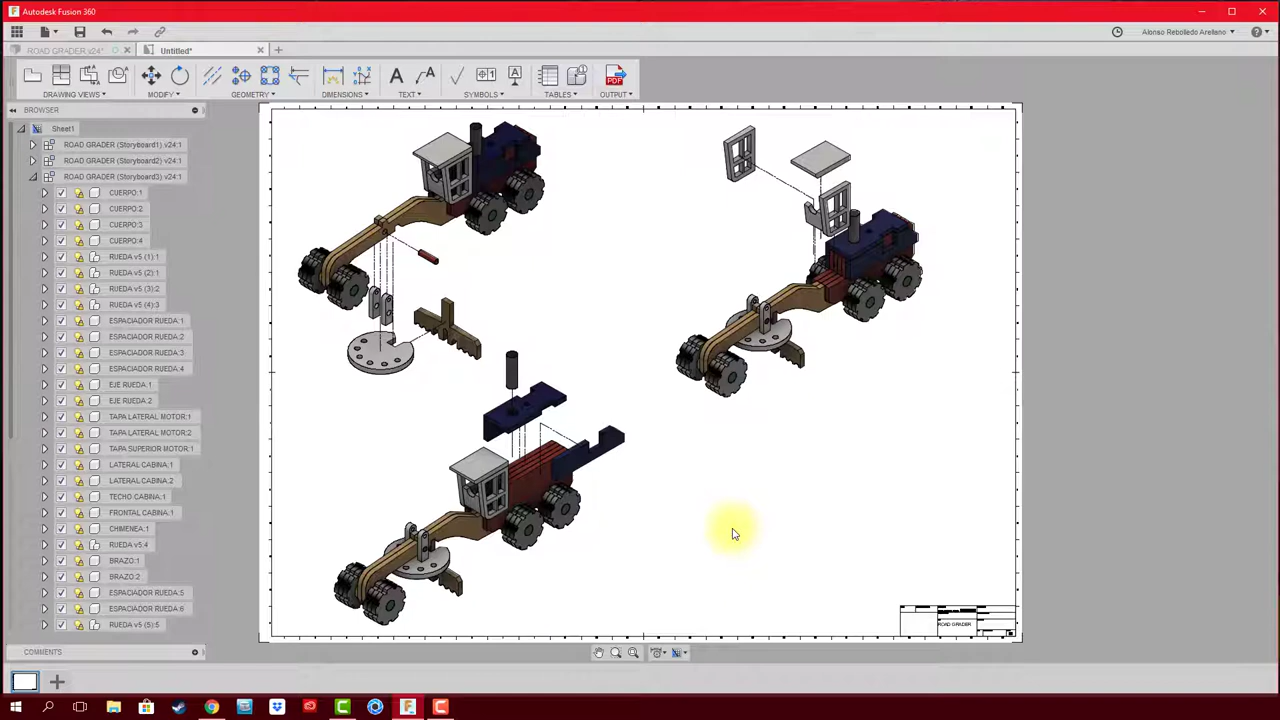 Autodesk Fusion 360
Alonso Rebolledo Arellano
ROAD GRADER v24*
Untitled*
DRAWING VIEWS
MODIFY
GEOMETRY
DIMENSIONS
TEXT
SYMBOLS
TABLES
OUTPUT
PDF
BROWSER
Sheet1
ROAD GRADER (Storyboard1) v24:1
ROAD GRADER (Storyboard2) v24:1
ROAD GRADER (Storyboard3) v24:1
CUERPO:1
CUERPO:2
CUERPO:3
CUERPO:4
RUEDA v5 (1):1
RUEDA v5 (2):1
RUEDA v5 (3):2
RUEDA v5 (4):3
ESPACIADOR RUEDA:1
ESPACIADOR RUEDA:2
ESPACIADOR RUEDA:3
ESPACIADOR RUEDA:4
EJE RUEDA:1
EJE RUEDA:2
TAPA LATERAL MOTOR:1
TAPA LATERAL MOTOR:2
TAPA SUPERIOR MOTOR:1
LATERAL CABINA:1
LATERAL CABINA:2
TECHO CABINA:1
FRONTAL CABINA:1
CHIMENEA:1
RUEDA v5:4
BRAZO:1
BRAZO:2
ESPACIADOR RUEDA:5
ESPACIADOR RUEDA:6
RUEDA v5 (5):5
ROAD GRADER
COMMENTS